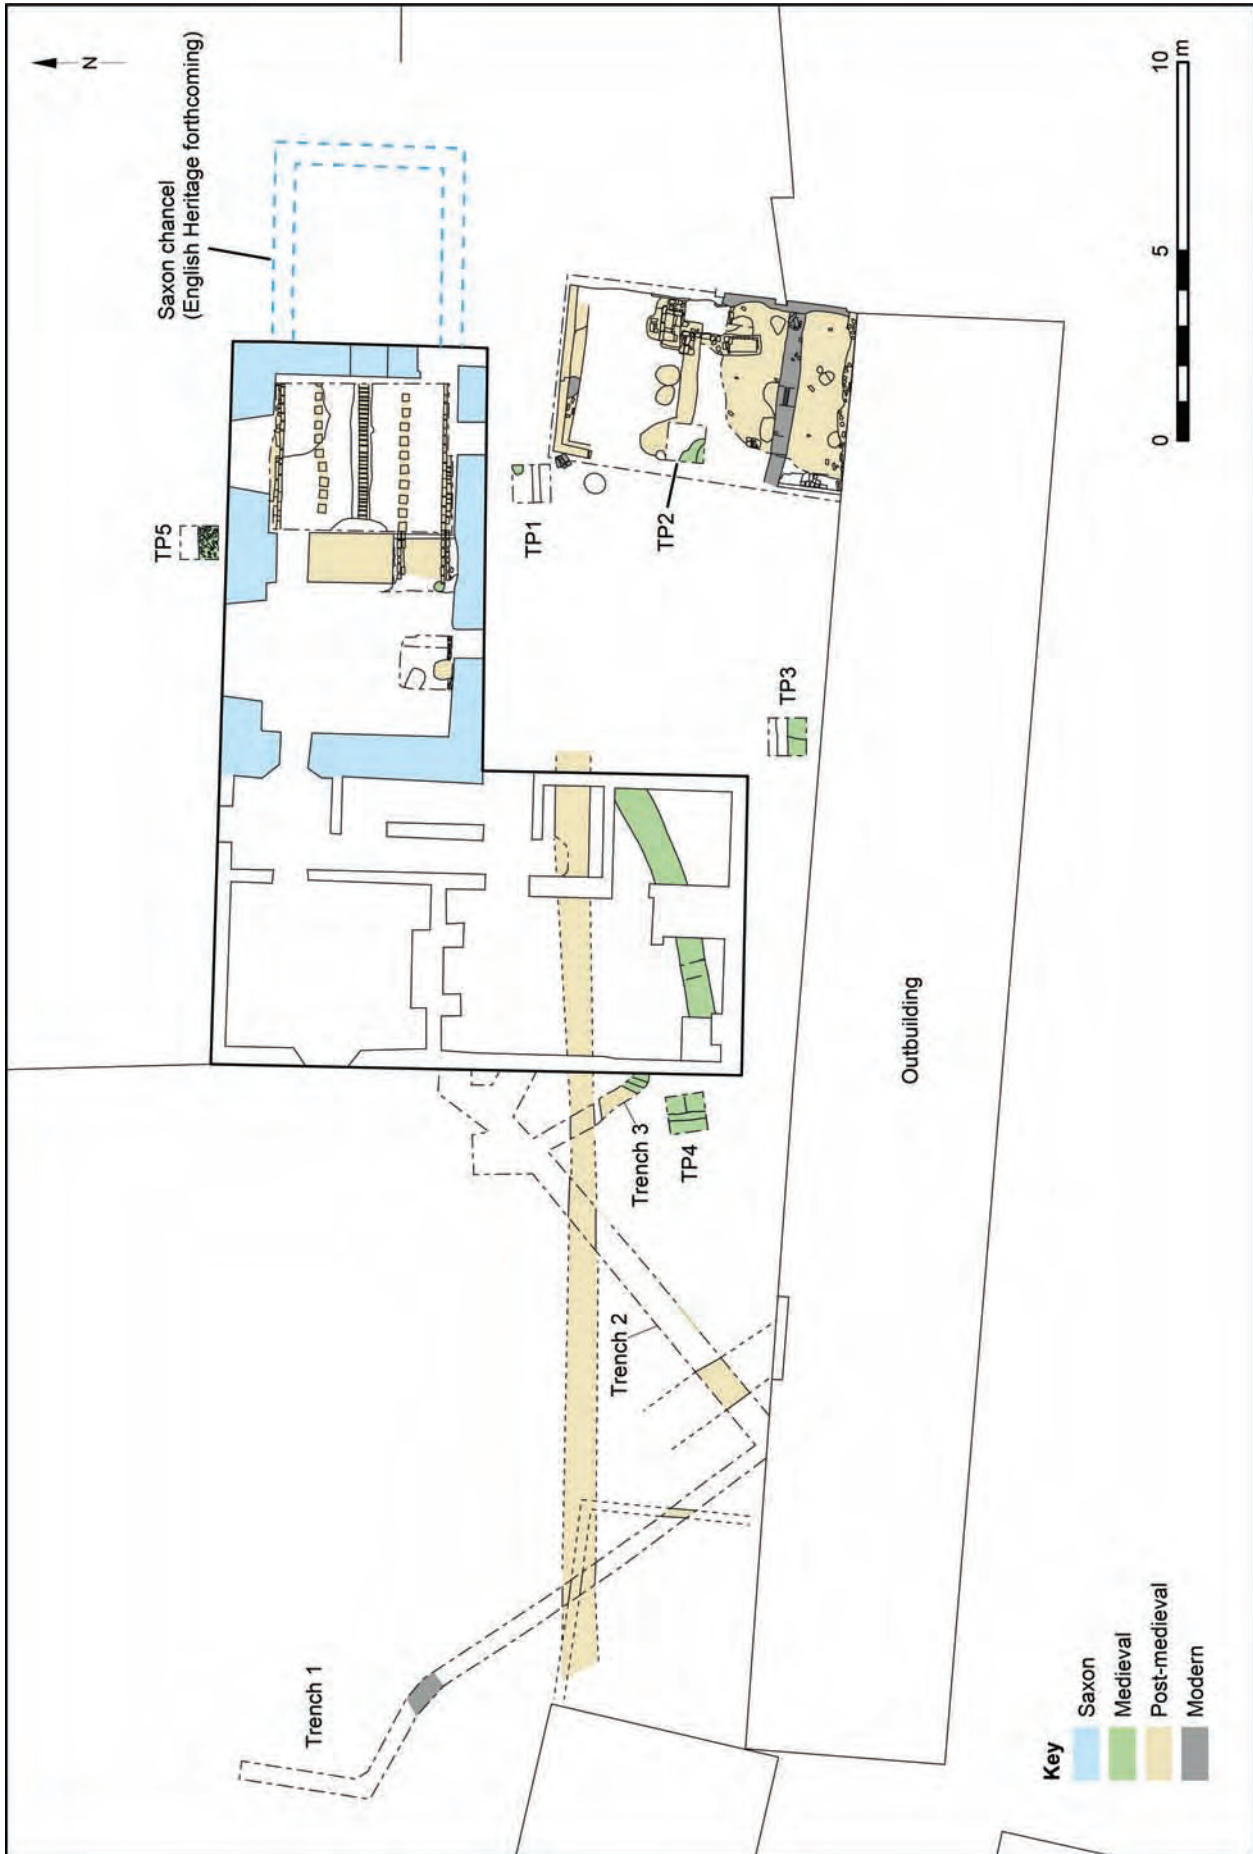 N
Saxon chancel
(English Heritage forthcoming)
TP5
TP1
TP2
TP3
TP4
Trench 3
Trench 2
Trench 1
Outbuilding
Key
Saxon
Medieval
Post-medieval
Modern
0 5 10
m